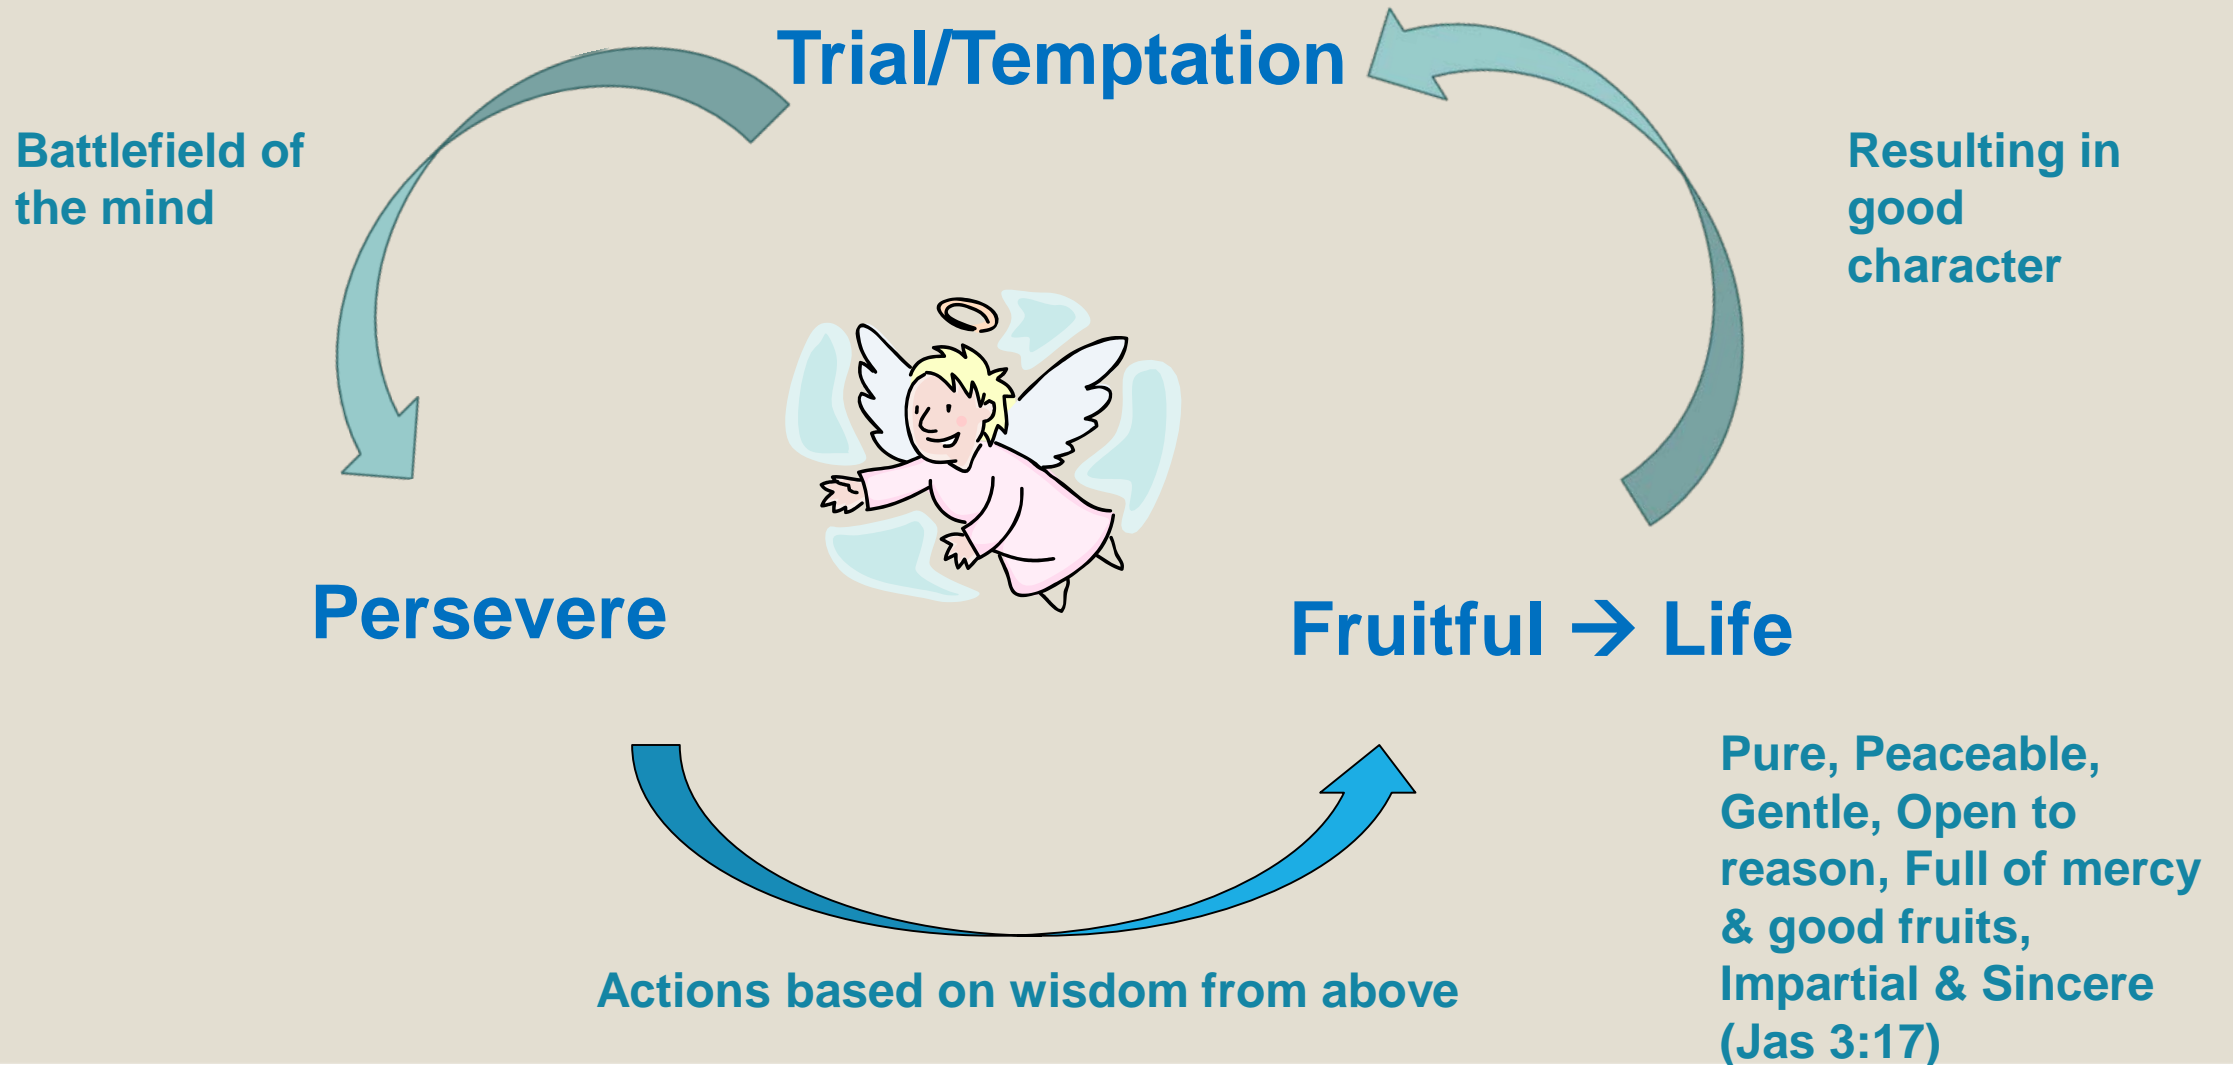 Trial/Temptation
Battlefield of
the mind
Resulting in
good
character
Persevere
Fruitful → Life
Pure, Peaceable,
Gentle, Open to
reason, Full of mercy
& good fruits,
Impartial & Sincere
(Jas 3:17)
Actions based on wisdom from above